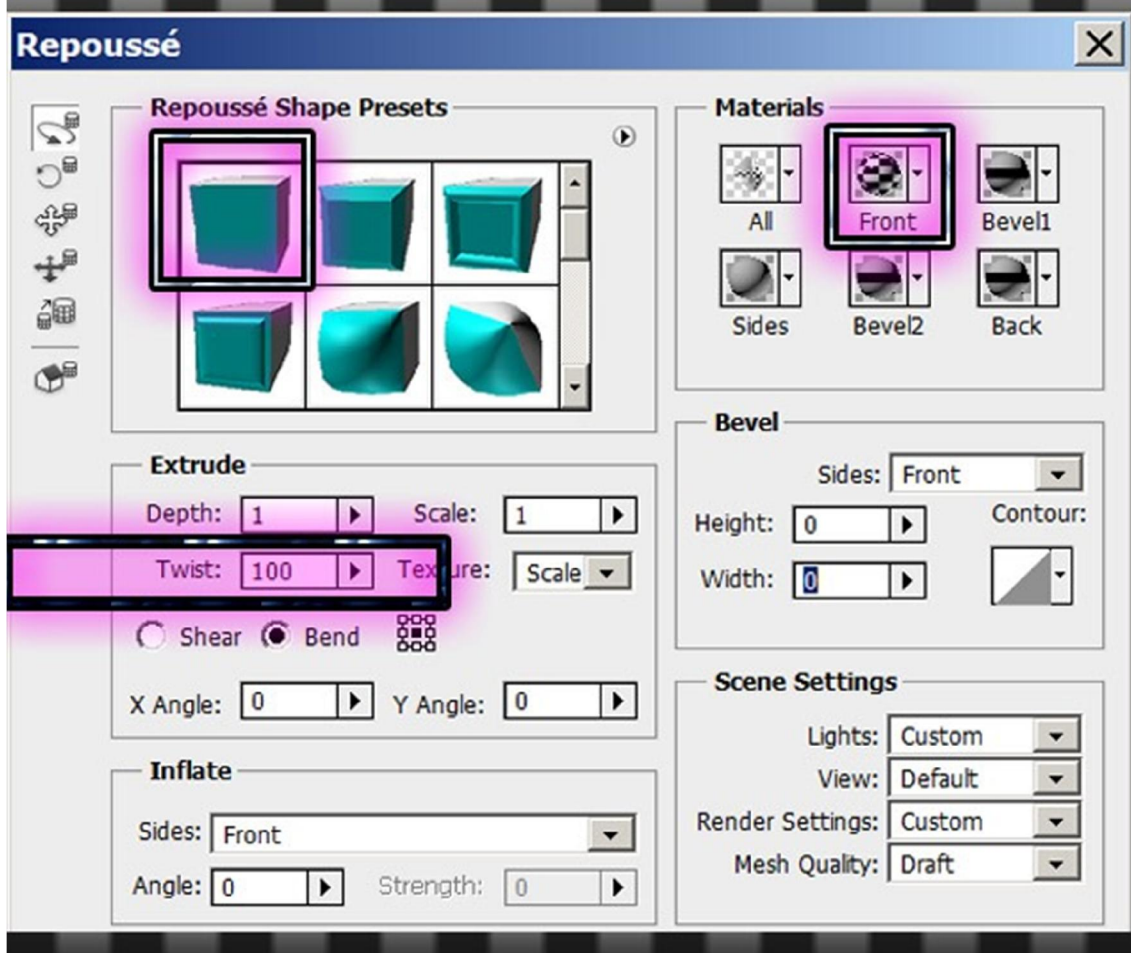 Repoussé
Repoussé Shape Presets
Extrude
Depth: 1 Scale: 1
Twist: 100 Texture: Scale
Shear Bend
X Angle: 0 Y Angle: 0
Inflate
Sides: Front
Angle: 0 Strength: 0
Materials
All Front Bevel1
Sides Bevel2 Back
Bevel
Sides: Front
Height: 0 Contour:
Width: 0
Scene Settings
Lights: Custom
View: Default
Render Settings: Custom
Mesh Quality: Draft